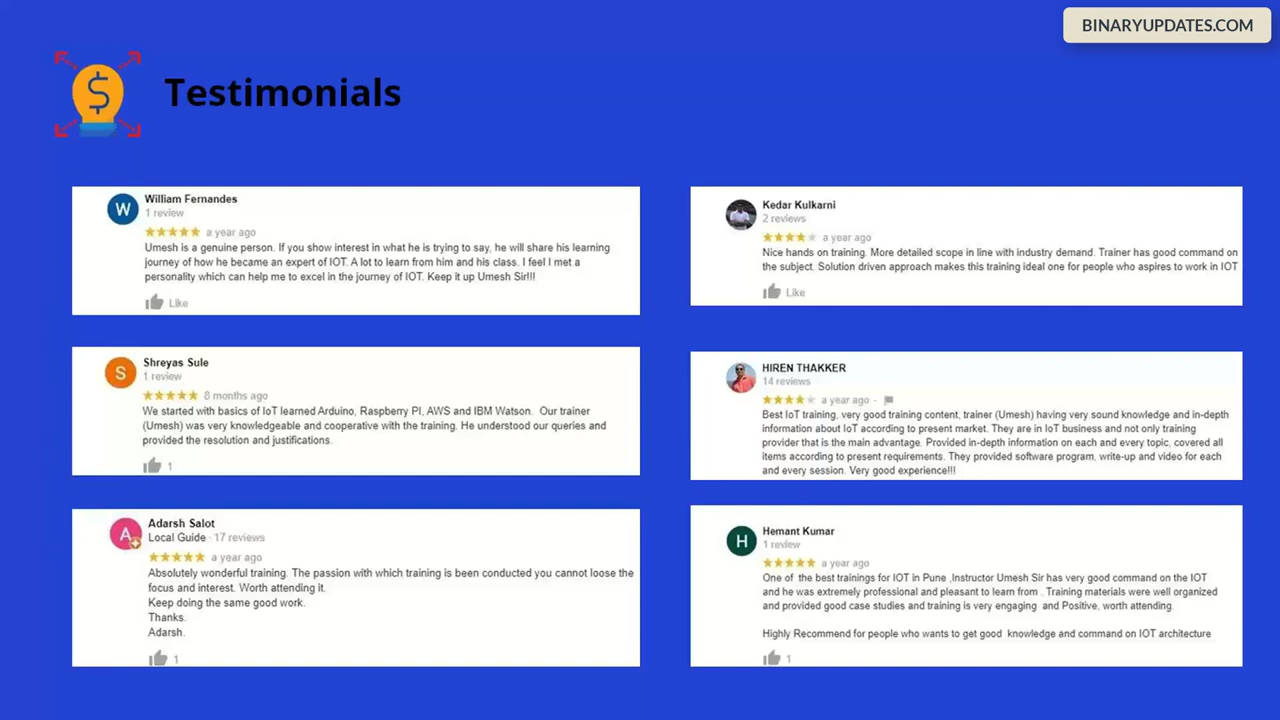 BINARYUPDATES.COM
Testimonials
W
William Fernandes
1 review
a year ago
Umesh is a genuine person. If you show interest in what he is trying to say, he will share his learning
journey of how he became an expert of IOT. A lot to learn from him and his class. I feel I met a
personality which can help me to excel in the journey of IOT. Keep it up Umesh Sir!!!
Like
S
Shreyas Sule
1 review
8 months ago
We started with basics of IoT learned Arduino, Raspberry PI, AWS and IBM Watson. Our trainer
(Umesh) was very knowledgeable and cooperative with the training. He understood our queries and
provided the resolution and justifications.
1
A
Adarsh Salot
Local Guide · 17 reviews
a year ago
Absolutely wonderful training. The passion with which training is been conducted you cannot loose the
focus and interest. Worth attending it.
Keep doing the same good work.
Thanks.
Adarsh.
1
Kedar Kulkarni
2 reviews
a year ago
Nice hands on training. More detailed scope in line with industry demand. Trainer has good command on
the subject. Solution driven approach makes this training ideal one for people who aspires to work in IOT
Like
HIREN THAKKER
14 reviews
a year ago -
Best IoT training, very good training content, trainer (Umesh) having very sound knowledge and in-depth
information about IoT according to present market. They are in IoT business and not only training
provider that is the main advantage. Provided in-depth information on each and every topic, covered all
items according to present requirements. They provided software program, write-up and video for each
and every session. Very good experience!!!
H
Hemant Kumar
1 review
a year ago
One of the best trainings for IOT in Pune ,Instructor Umesh Sir has very good command on the IOT
and he was extremely professional and pleasant to learn from . Training materials were well organized
and provided good case studies and training is very engaging and Positive, worth attending.
Highly Recommend for people who wants to get good knowledge and command on IOT architecture
1